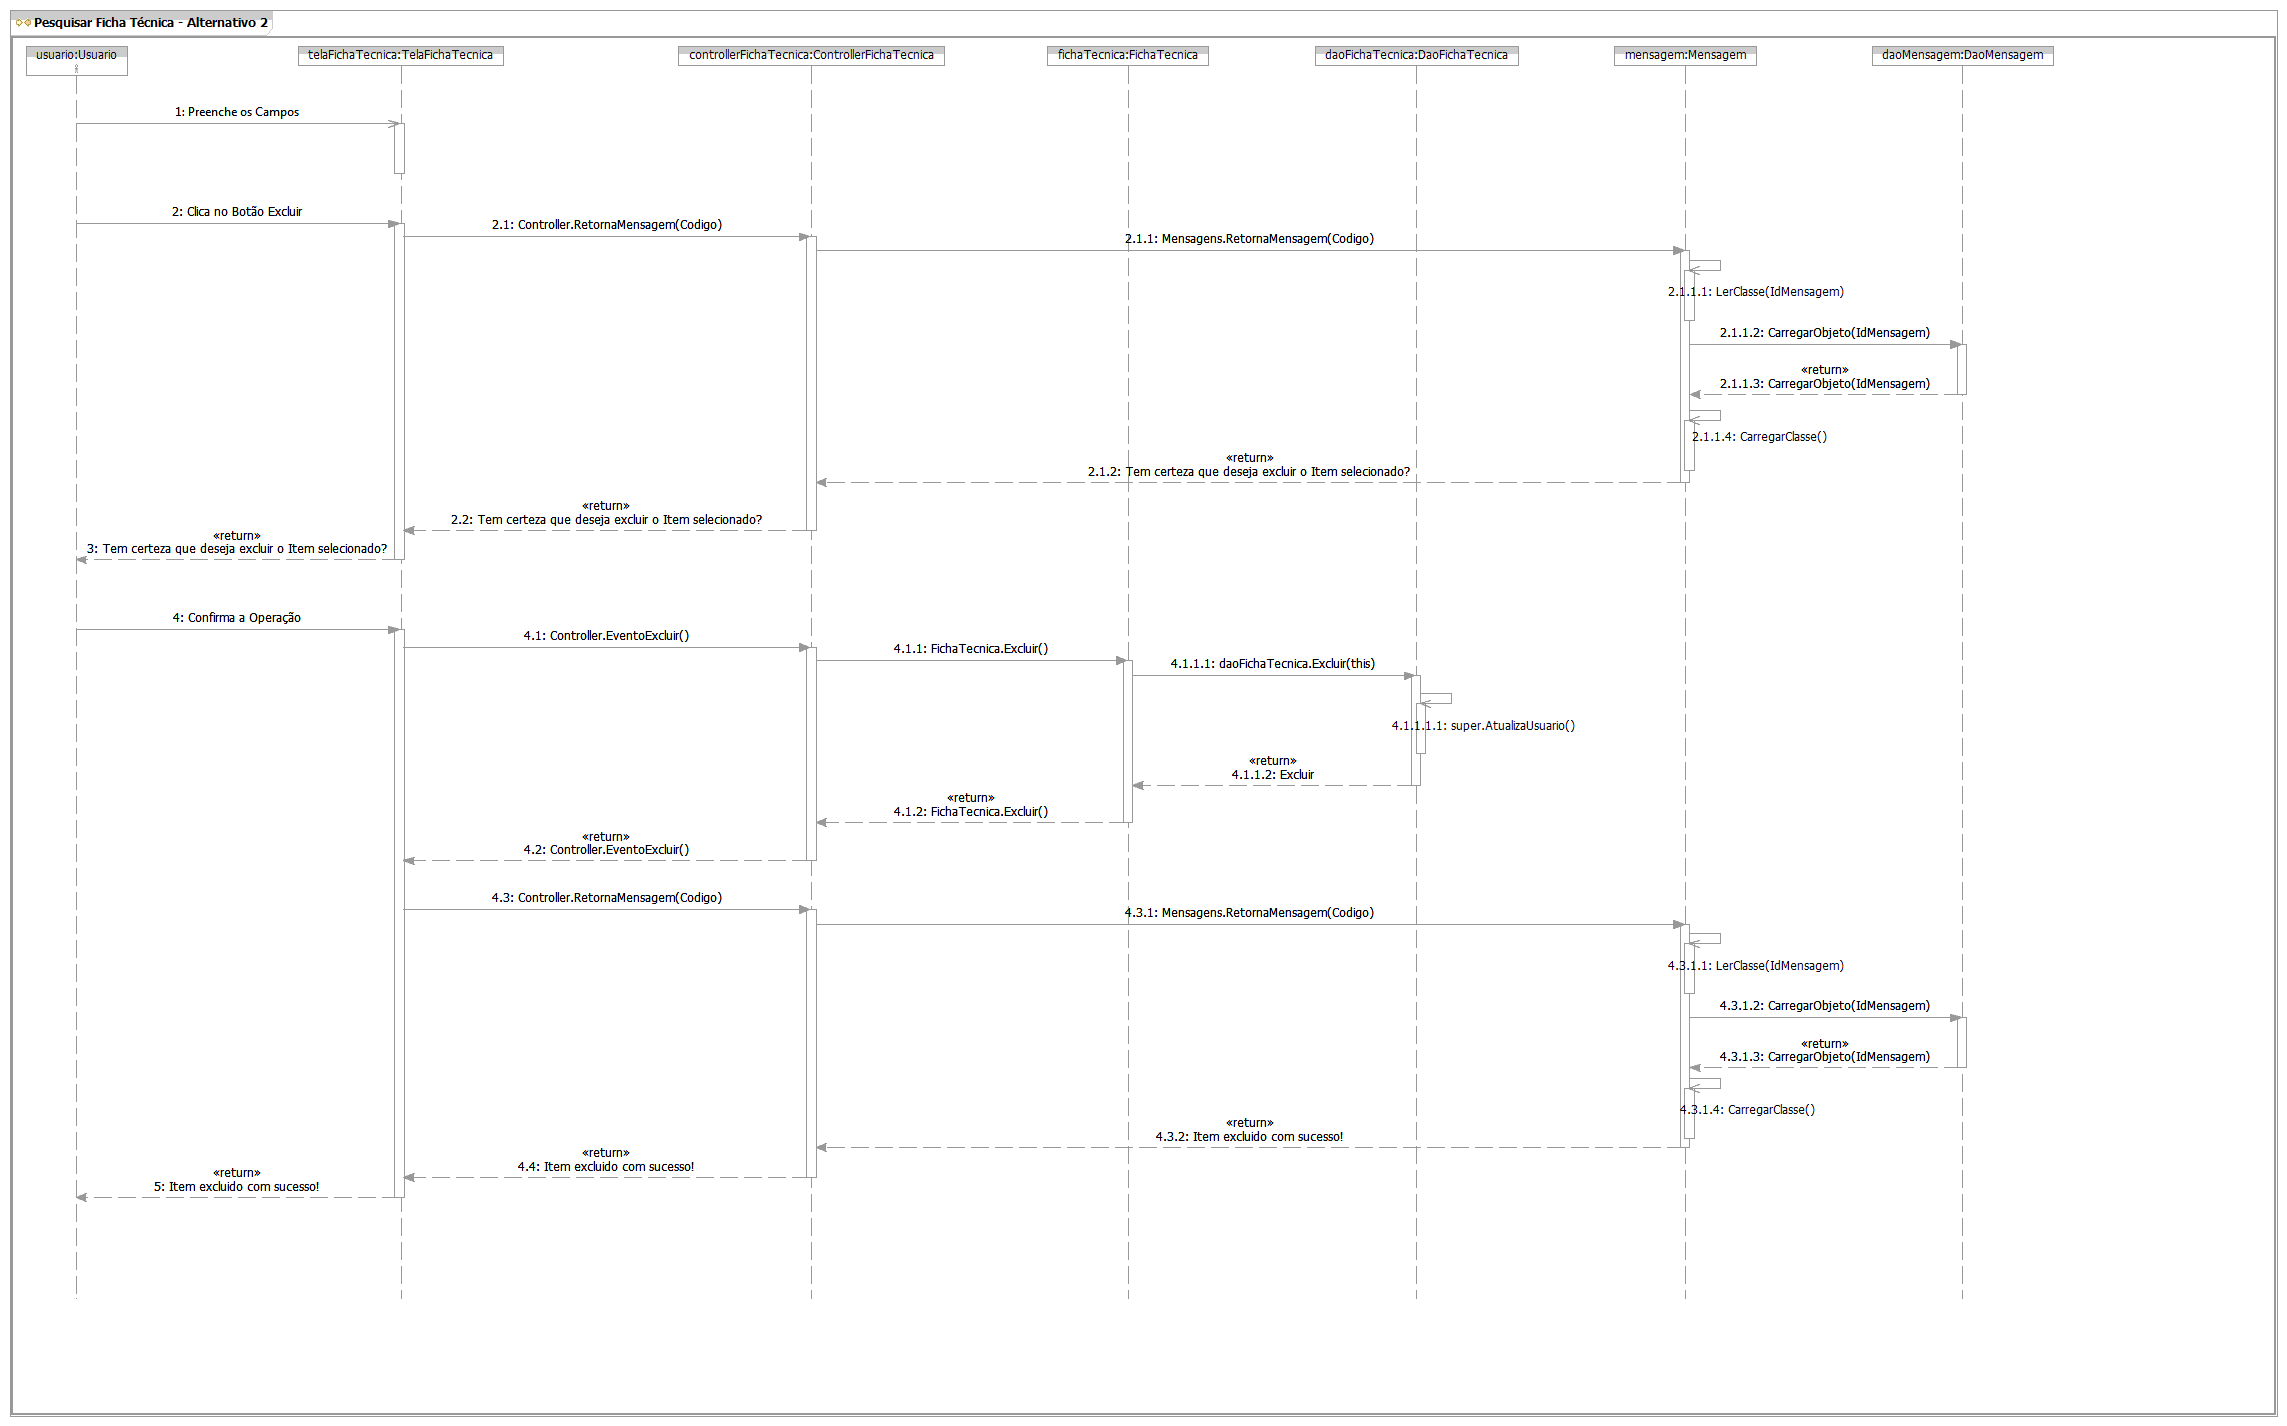 Pesquisar Ficha Técnica - Alternativo 2
usuario:Usuario
telaFichaTecnica:TelaFichaTecnica
controllerFichaTecnica:ControllerFichaTecnica
fichaTecnica:FichaTecnica
daoFichaTecnica:DaoFichaTecnica
mensagem:Mensagem
daoMensagem:DaoMensagem
1: Preenche os Campos
2: Clica no Botão Excluir
2.1: Controller.RetornaMensagem(Codigo)
2.1.1: Mensagens.RetornaMensagem(Codigo)
2.1.1.1: LerClasse(IdMensagem)
2.1.1.2: CarregarObjeto(IdMensagem)
«return»
2.1.1.3: CarregarObjeto(IdMensagem)
2.1.1.4: CarregarClasse()
«return»
2.1.2: Tem certeza que deseja excluir o Item selecionado?
«return»
2.2: Tem certeza que deseja excluir o Item selecionado?
«return»
3: Tem certeza que deseja excluir o Item selecionado?
4: Confirma a Operação
4.1: Controller.EventoExcluir()
4.1.1: FichaTecnica.Excluir()
4.1.1.1: daoFichaTecnica.Excluir(this)
4.1.1.1.1: super.AtualizaUsuario()
«return»
4.1.1.2: Excluir
«return»
4.1.2: FichaTecnica.Excluir()
«return»
4.2: Controller.EventoExcluir()
4.3: Controller.RetornaMensagem(Codigo)
4.3.1: Mensagens.RetornaMensagem(Codigo)
4.3.1.1: LerClasse(IdMensagem)
4.3.1.2: CarregarObjeto(IdMensagem)
«return»
4.3.1.3: CarregarObjeto(IdMensagem)
4.3.1.4: CarregarClasse()
«return»
4.3.2: Item excluido com sucesso!
«return»
4.4: Item excluido com sucesso!
«return»
5: Item excluido com sucesso!